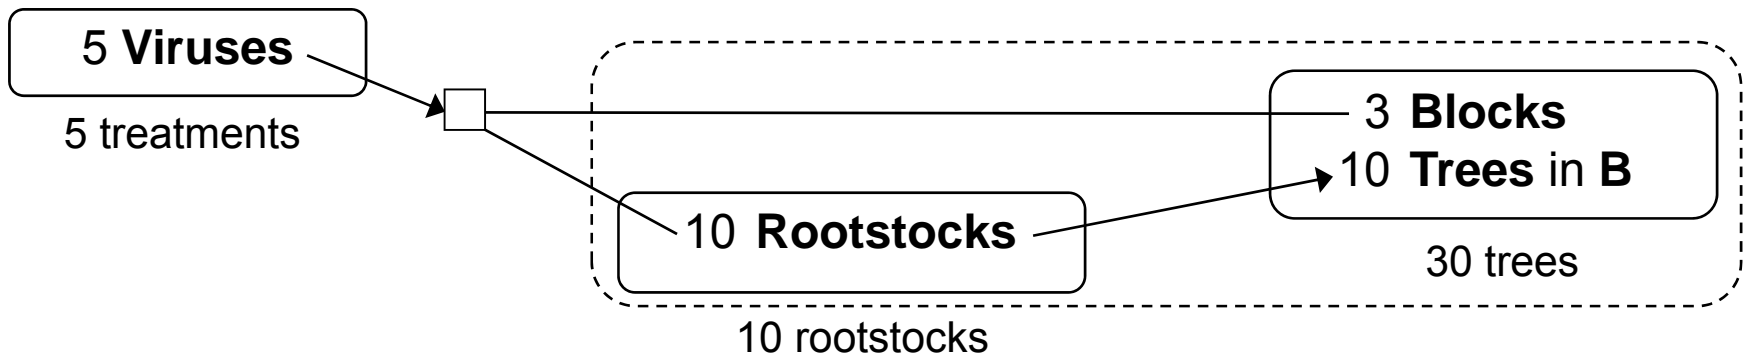 5 Viruses
5 treatments
10 Rootstocks
10 rootstocks
3 Blocks
10 Trees in B
30 trees